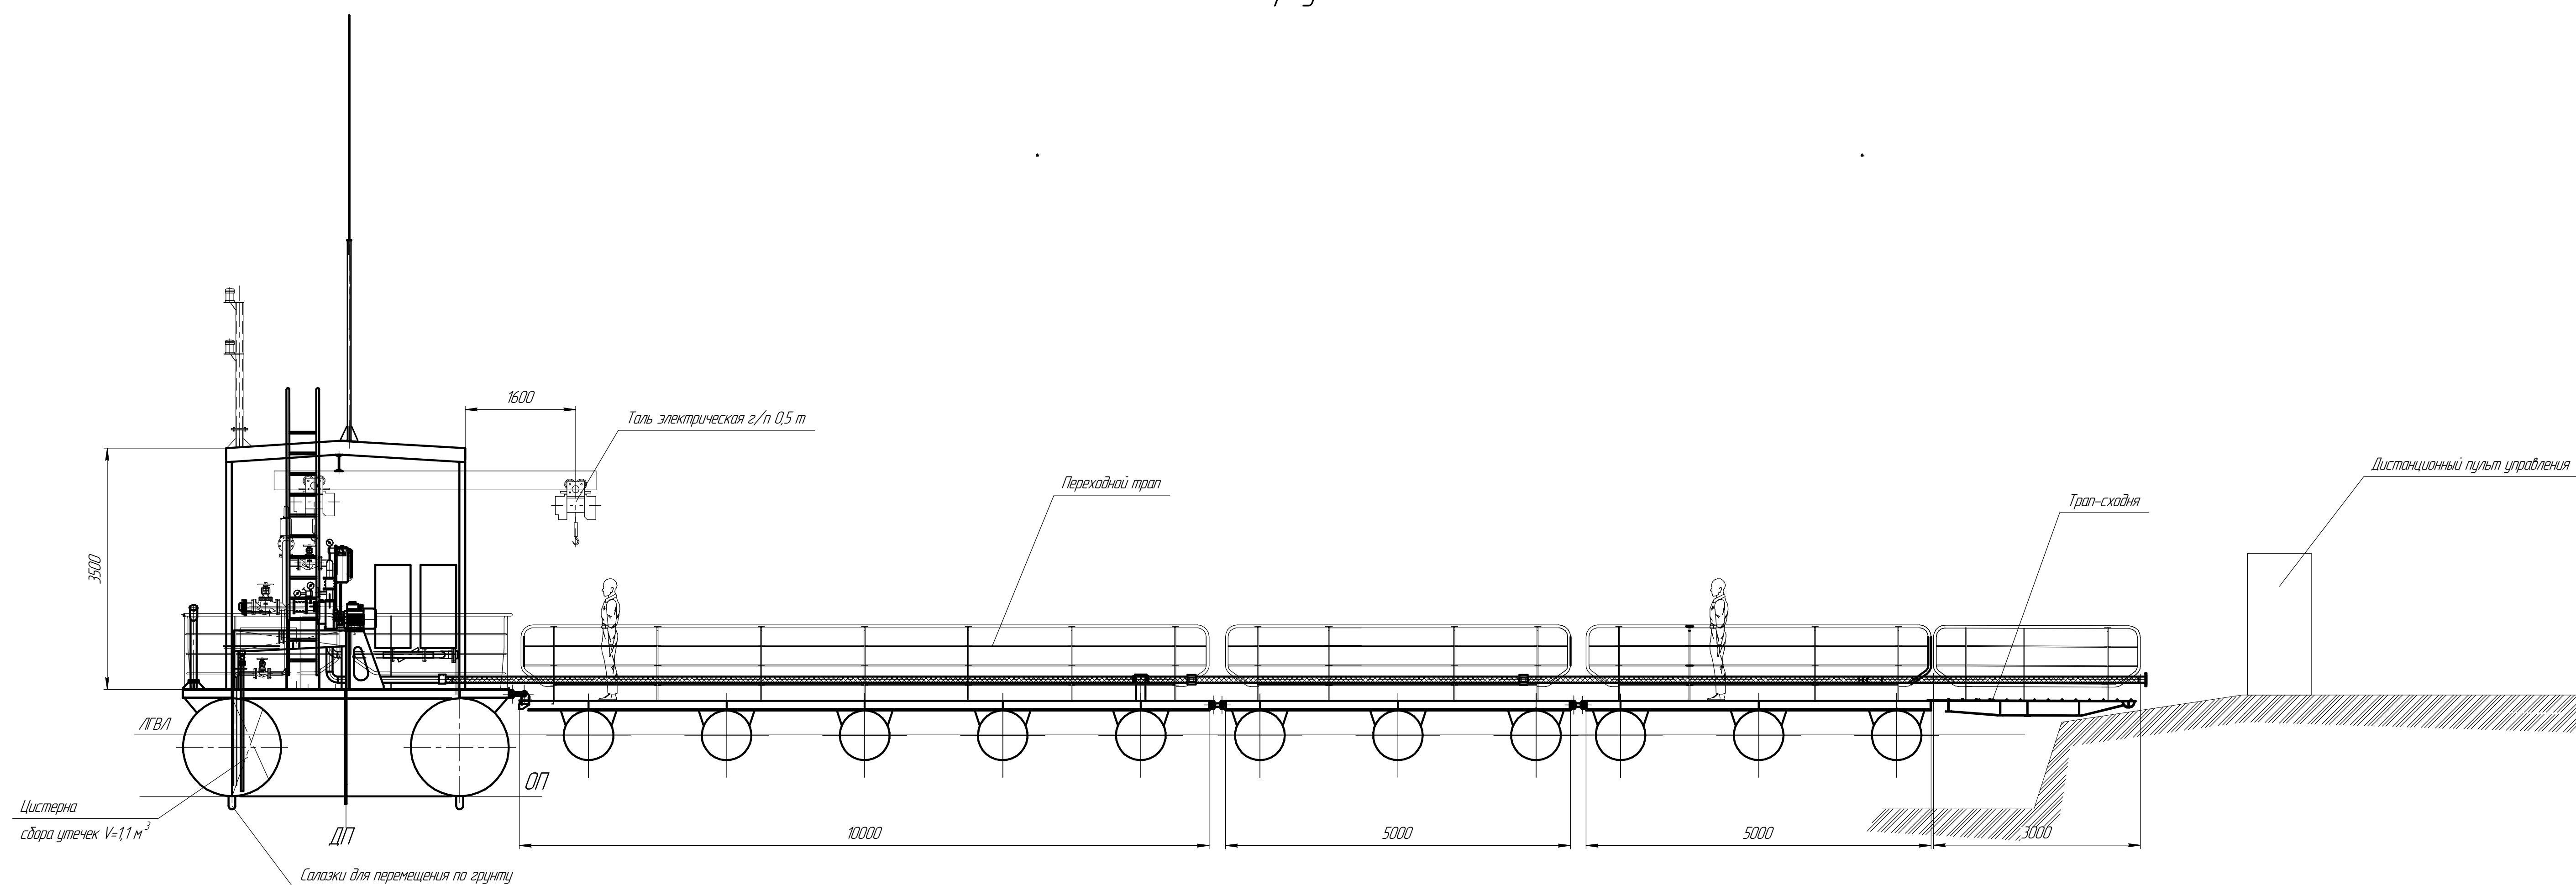 1600
Таль электрическая г/п 0,5 т
Переходной трап
Дистанционный пульт управления
Трап-сходня
3500
ЛГВЛ
ОП
Цистерна
сбора утечек V=1,1 м³
ДП
10000
5000
5000
3000
Салазки для перемещения по грунту